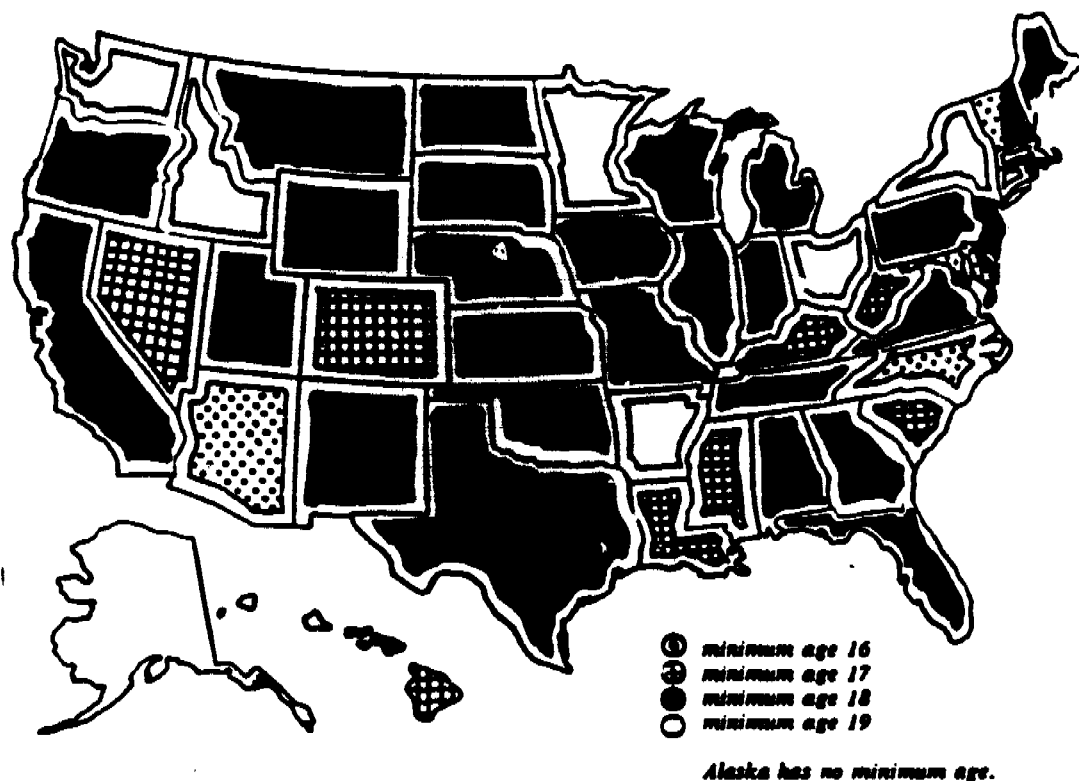 minimum age 16
minimum age 17
minimum age 18
minimum age 19
Alaska has no minimum age.